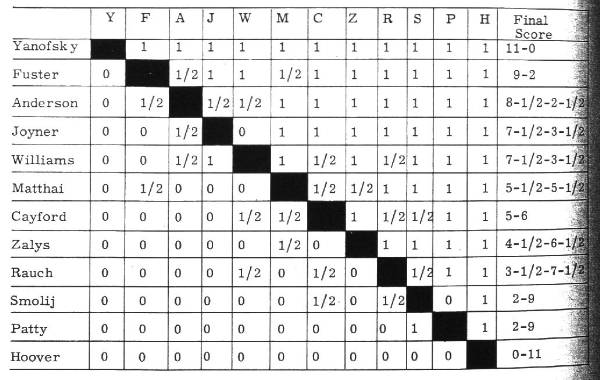 Y F A J W M C Z R S P H Final Score
Yanofsky 1 1 1 1 1 1 1 1 1 1 1 11-0
Fuster 0 1/2 1 1 1/2 1 1 1 1 1 1 9-2
Anderson 0 1/2 1/2 1/2 1 1 1 1 1 1 1 8-1/2-2-1/2
Joyner 0 0 1/2 0 1 1 1 1 1 1 1 7-1/2-3-1/2
Williams 0 0 1/2 1 1 1/2 1 1/2 1 1 1 7-1/2-3-1/2
Matthai 0 1/2 0 0 0 1/2 1/2 1 1 1 1 5-1/2-5-1/2
Cayford 0 0 0 0 1/2 1/2 1 1/2 1/2 1 1 5-6
Zalys 0 0 0 0 0 1/2 0 1 1 1 1 4-1/2-6-1/2
Rauch 0 0 0 0 1/2 0 1/2 0 1/2 1 1 3-1/2-7-1/2
Smolij 0 0 0 0 0 0 1/2 0 1/2 0 1 2-9
Patty 0 0 0 0 0 0 0 0 0 1 1 2-9
Hoover 0 0 0 0 0 0 0 0 0 0 0 0-11